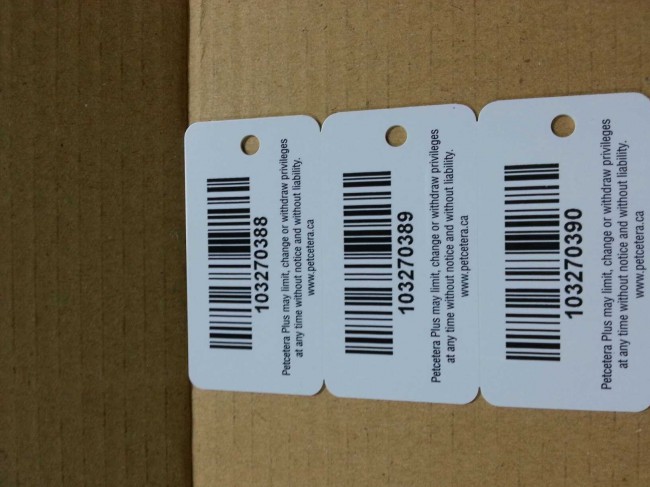 103270388
Petcetera Plus may limit, change or withdraw privileges
at any time without notice and without liability.
www.petcetera.ca
103270389
Petcetera Plus may limit, change or withdraw privileges
at any time without notice and without liability.
www.petcetera.ca
103270390
Petcetera Plus may limit, change or withdraw privileges
at any time without notice and without liability.
www.petcetera.ca